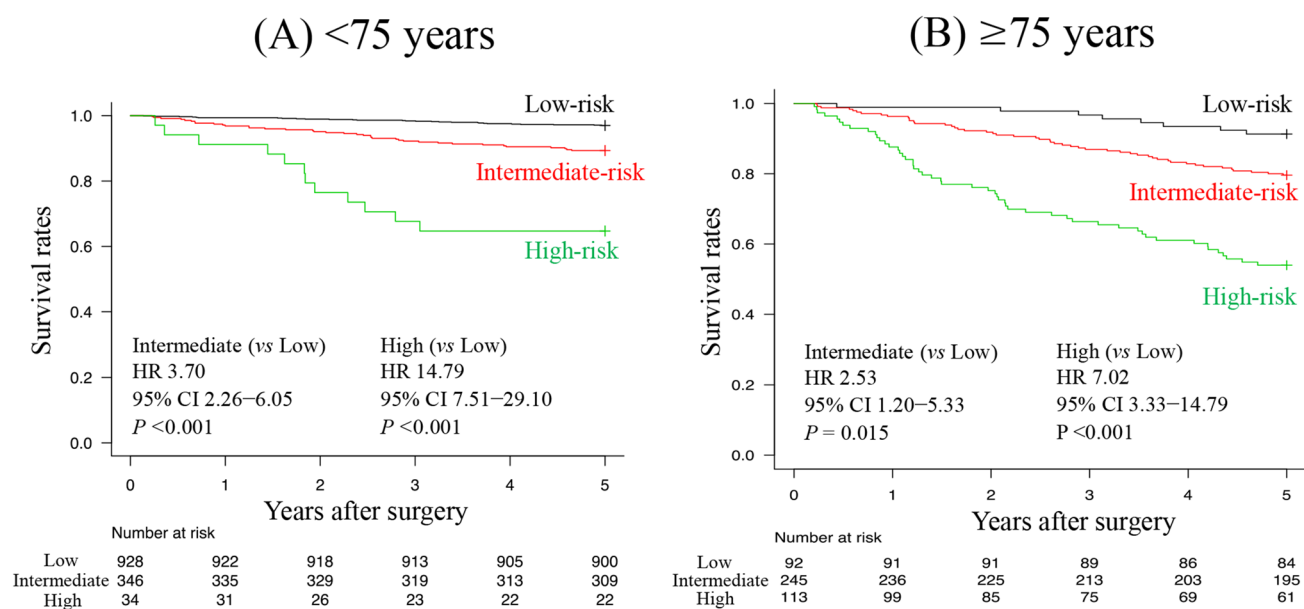 (A) <75 years
1.0
0.8
0.6
0.4
0.2
0.0
Survival rates
Low-risk
Intermediate-risk
High-risk
Intermediate (vs Low)
HR 3.70
95% CI 2.26−6.05
P <0.001
High (vs Low)
HR 14.79
95% CI 7.51−29.10
P <0.001
0 1 2 3 4 5
Years after surgery
Number at risk
Low 928 922 918 913 905 900
Intermediate 346 335 329 319 313 309
High 34 31 26 23 22 22
(B) ≥75 years
1.0
0.8
0.6
0.4
0.2
0.0
Survival rates
Low-risk
Intermediate-risk
High-risk
Intermediate (vs Low)
HR 2.53
95% CI 1.20−5.33
P = 0.015
High (vs Low)
HR 7.02
95% CI 3.33−14.79
P <0.001
0 1 2 3 4 5
Years after surgery
Number at risk
Low 92 91 91 89 86 84
Intermediate 245 236 225 213 203 195
High 113 99 85 75 69 61